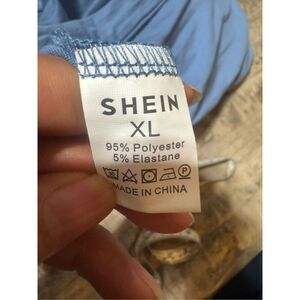 SHEIN
XL
95% Polyester
5% Elastane
MADE IN CHINA